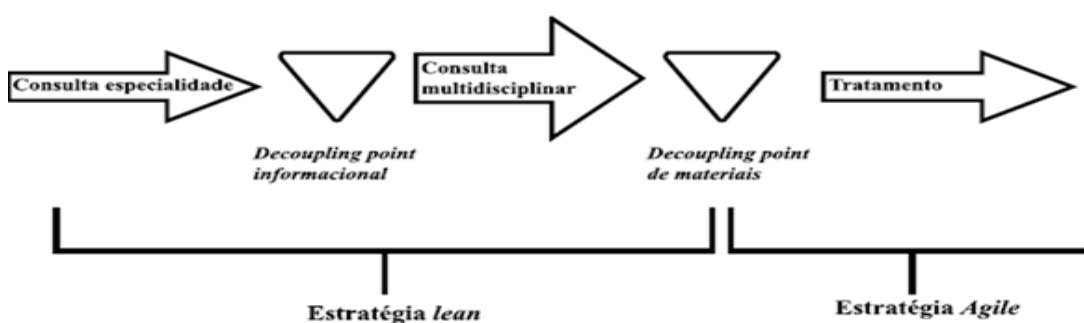 Consulta especialidade
Consulta
multidisciplinar
Tratamento
Decoupling point
informacional
Decoupling point
de materiais
Estratégia lean
Estratégia Agile